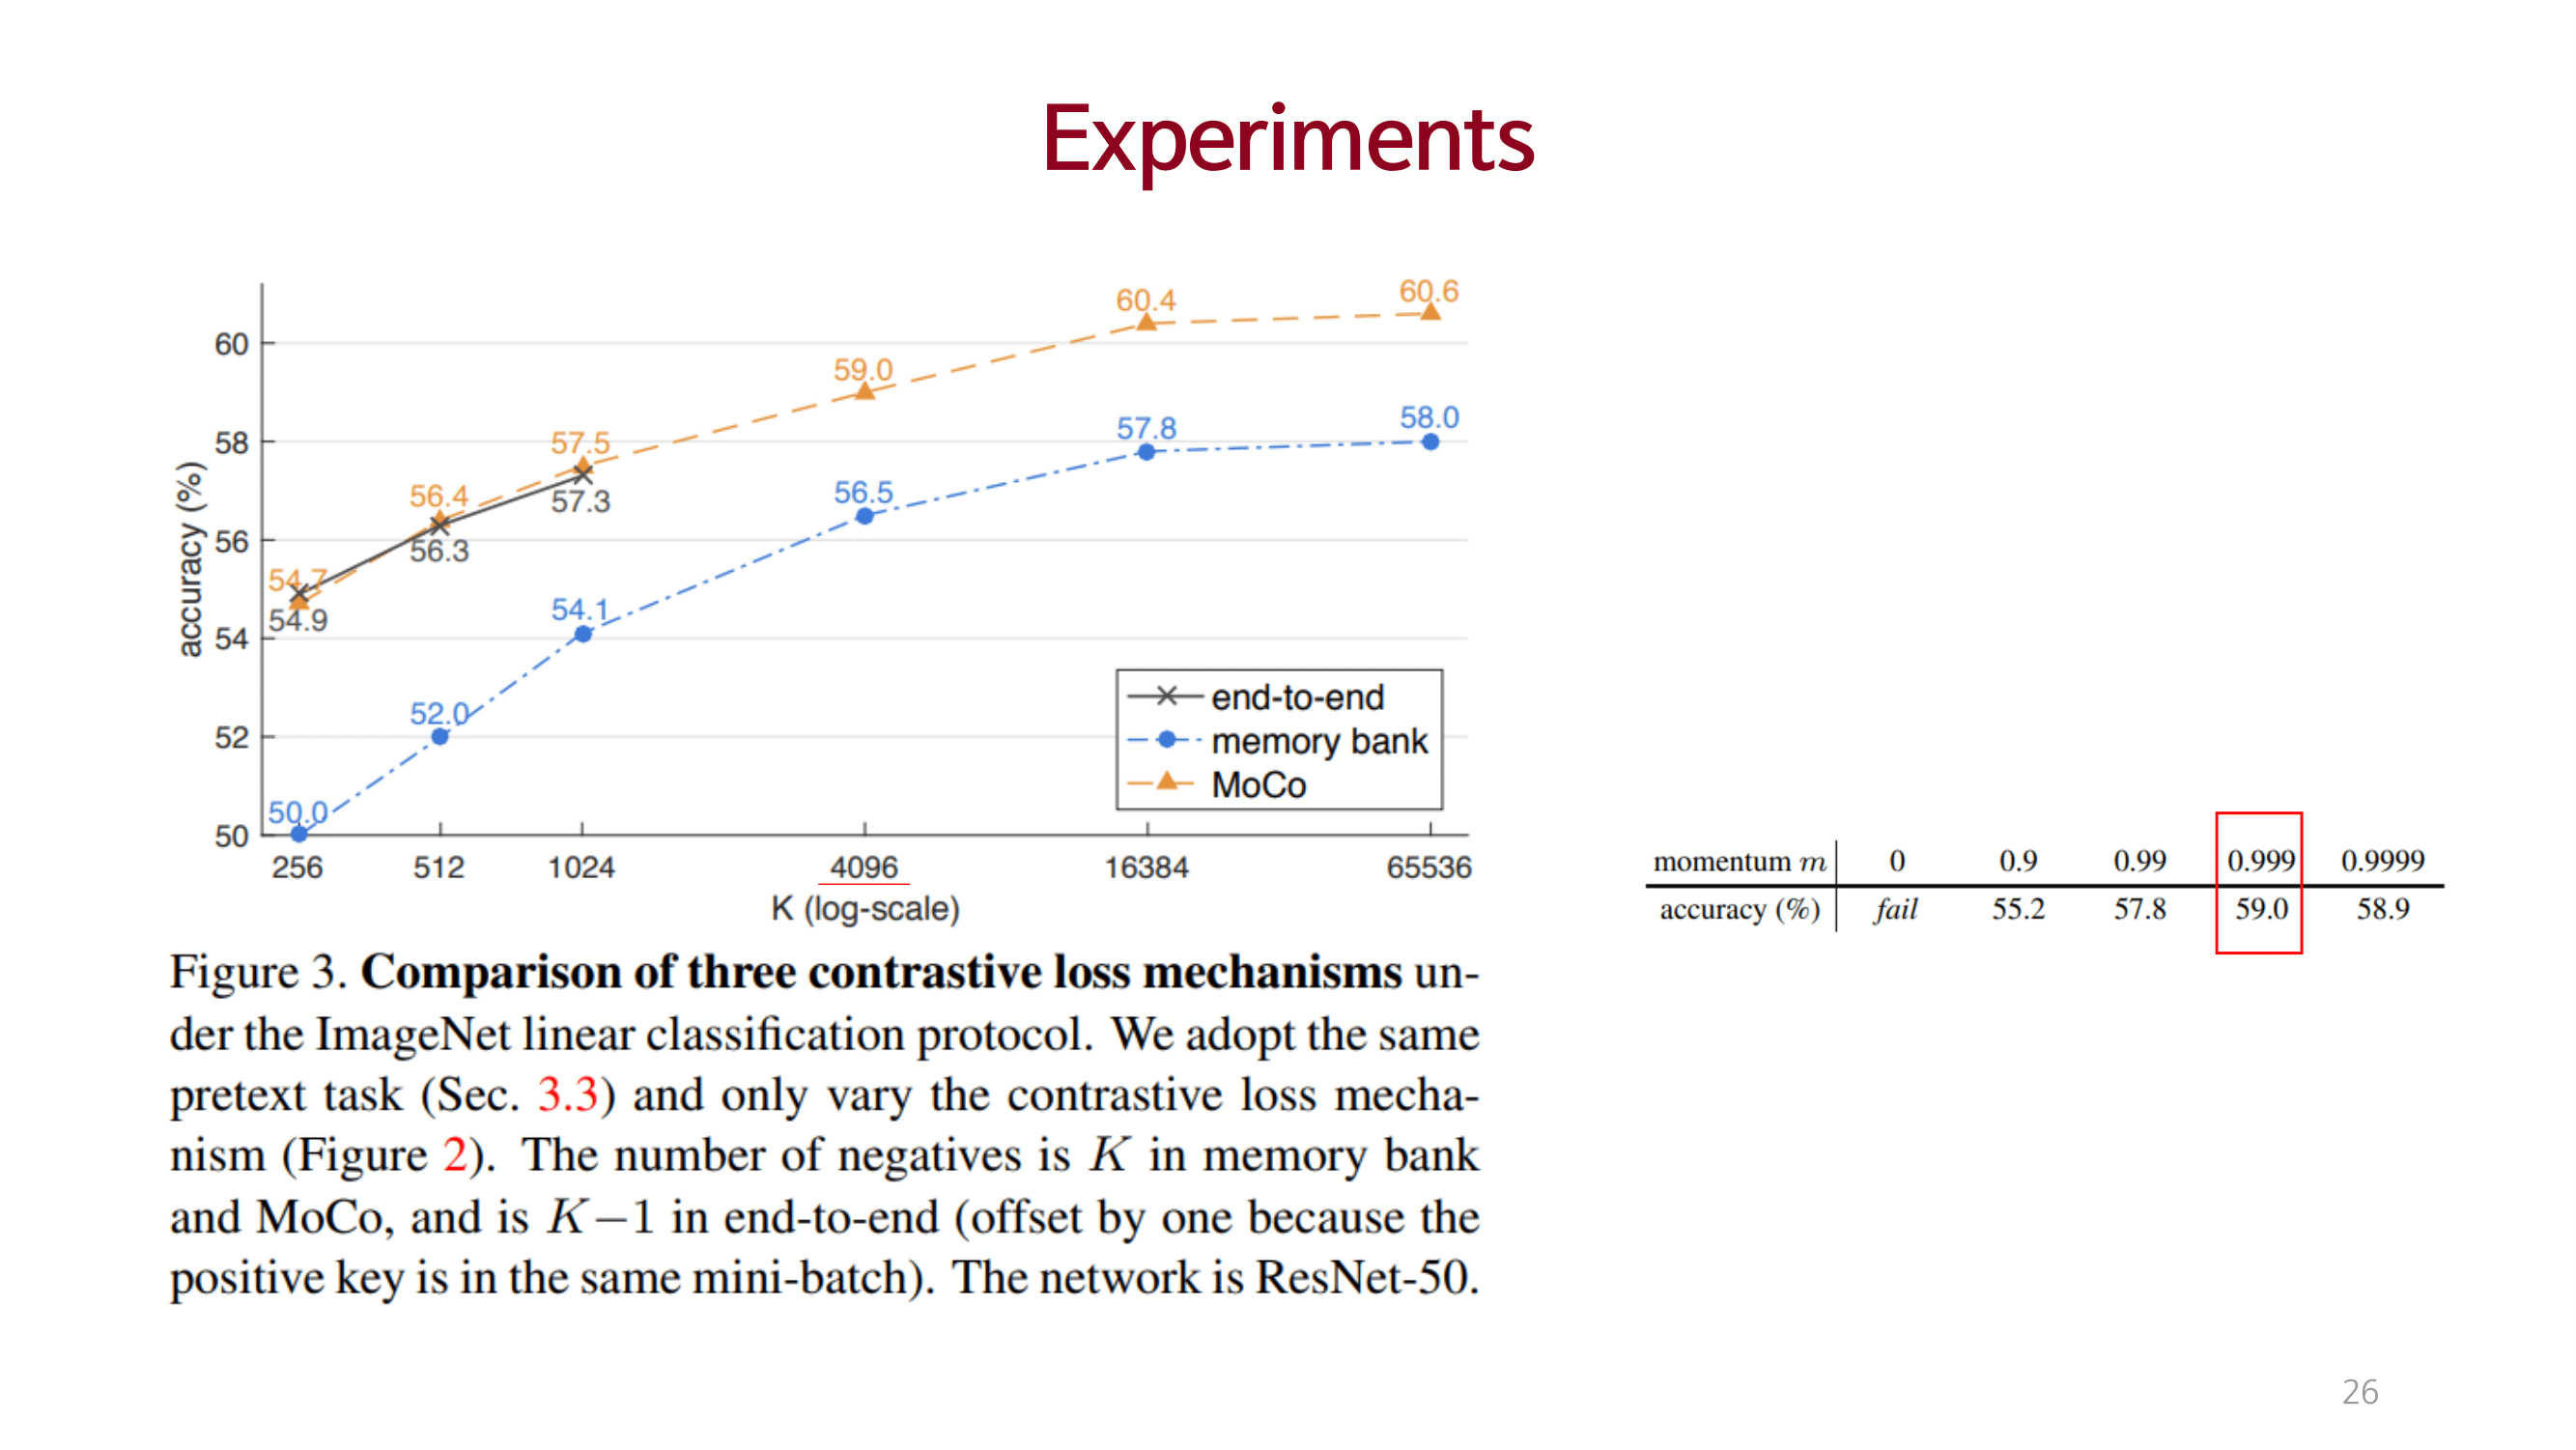 Experiments
60.6
60.4
60
59.0
58.0
57.8
57.5
58
57.3
56.5
56.4
56
56.3
54.7
54.9
54.1
54
52.0
52
50.0
50
accuracy (%)
end-to-end
memory bank
MoCo
256 512 1024 4096 16384 65536
K (log-scale)
momentum m 0 0.9 0.99 0.999 0.9999
accuracy (%) fail 55.2 57.8 59.0 58.9
Figure 3. Comparison of three contrastive loss mechanisms un-
der the ImageNet linear classification protocol. We adopt the same
pretext task (Sec. 3.3) and only vary the contrastive loss mecha-
nism (Figure 2). The number of negatives is K in memory bank
and MoCo, and is K−1 in end-to-end (offset by one because the
positive key is in the same mini-batch). The network is ResNet-50.
26